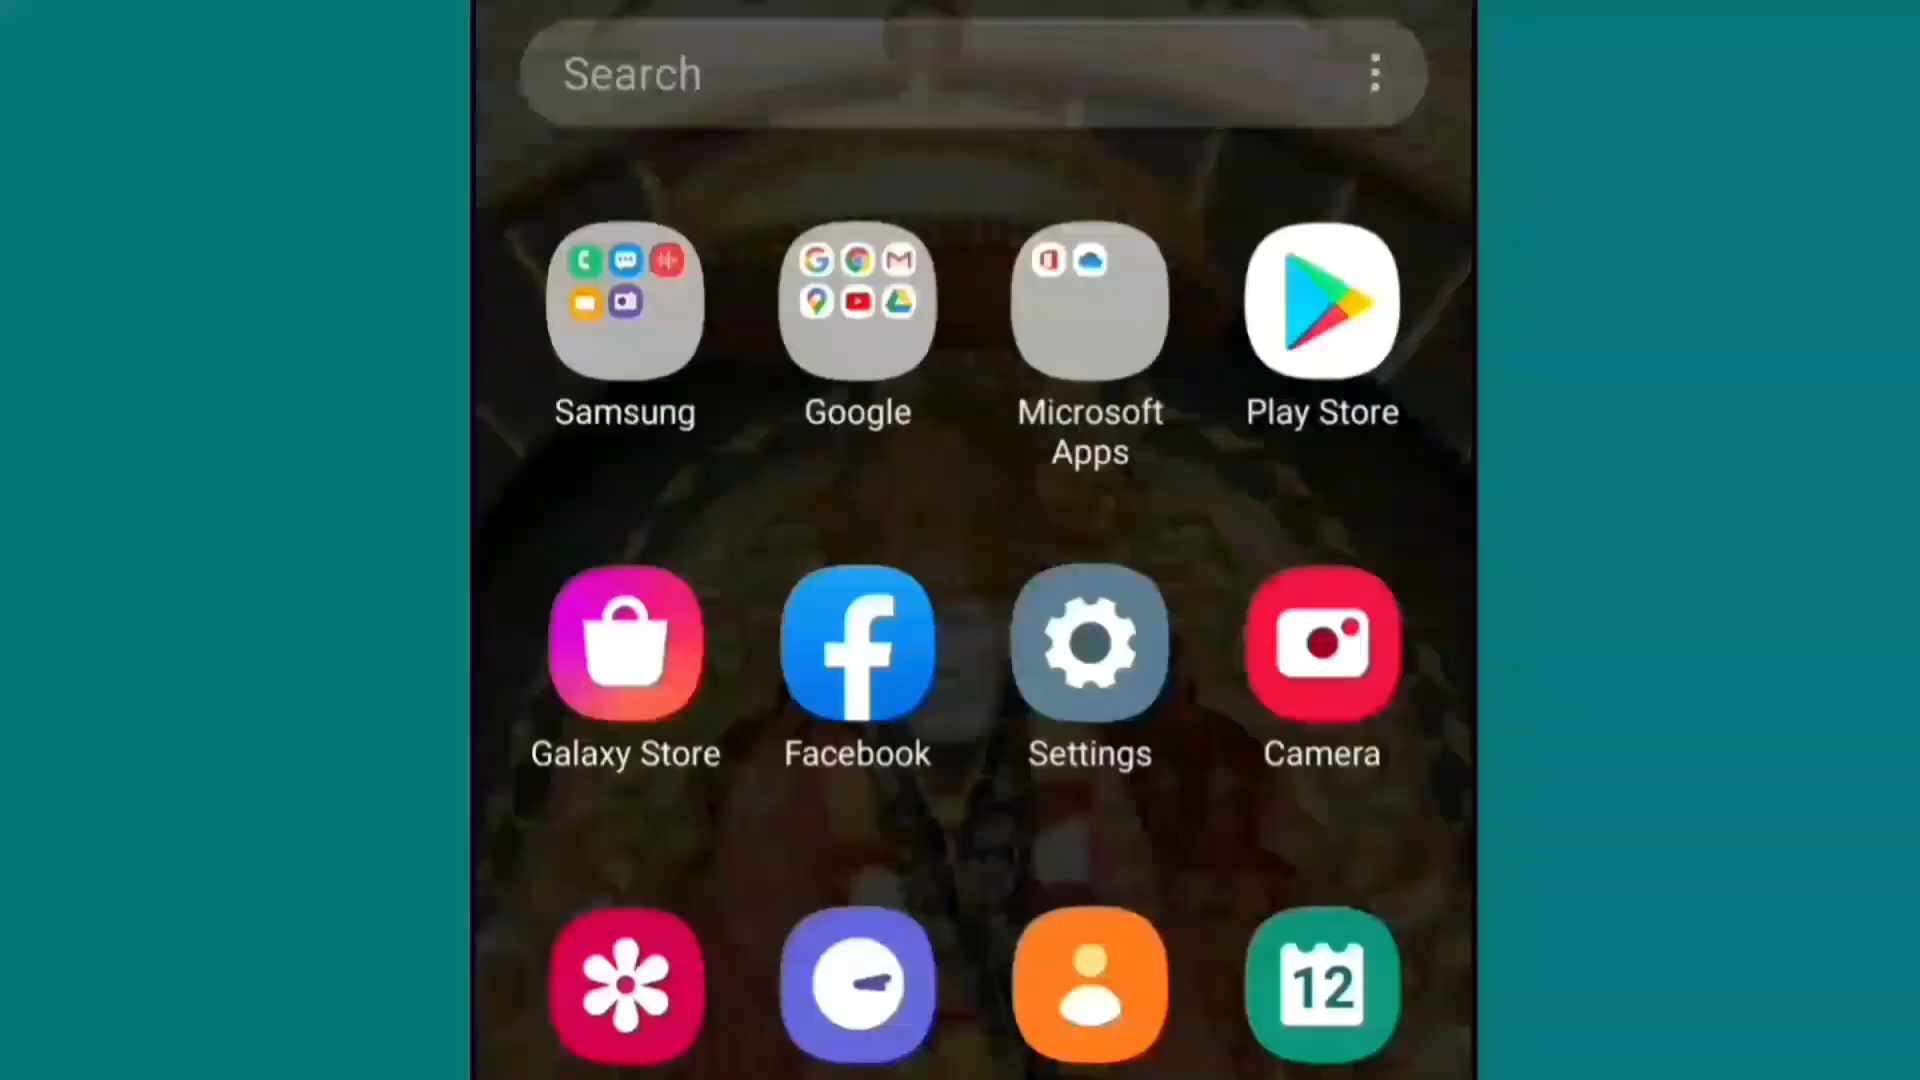 Search
Samsung
Google
Microsoft
Apps
Play Store
Galaxy Store
Facebook
Settings
Camera
12